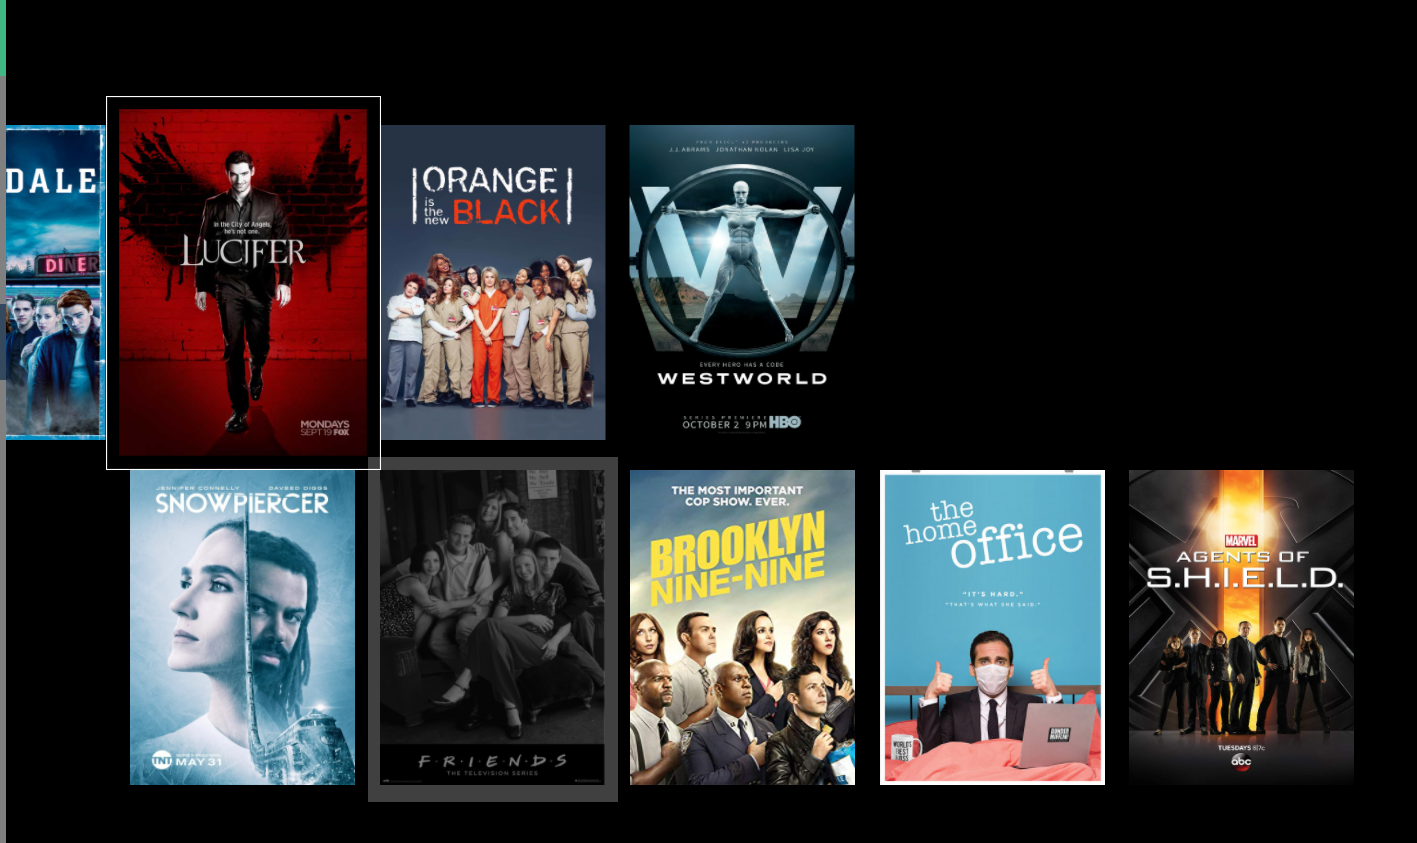 DALE
DINER
In the City of Angels,
he's not one.
LUCIFER
MONDAYS
SEPT 19 FOX
ORANGE
is
the
new BLACK
J.J. ABRAMS JONATHAN NOLAN LISA JOY
EVERY HERO HAS A CODE
WESTWORLD
SERIES PREMIERE
OCTOBER 2 9PM HBO
JENNIFER CONNELLY DAVEED DIGGS
SNOWPIERCER
TNT
MAY 31
F·R·I·E·N·D·S
THE TELEVISION SERIES
THE MOST IMPORTANT
COP SHOW. EVER.
BROOKLYN
NINE-NINE
the
home
office
"IT'S HARD."
"THAT'S WHAT SHE SAID."
DUNDER
MIFFLIN
WORLD'S
BEST
BOSS
MARVEL
AGENTS OF
S.H.I.E.L.D.
TUESDAYS 8|7c
abc